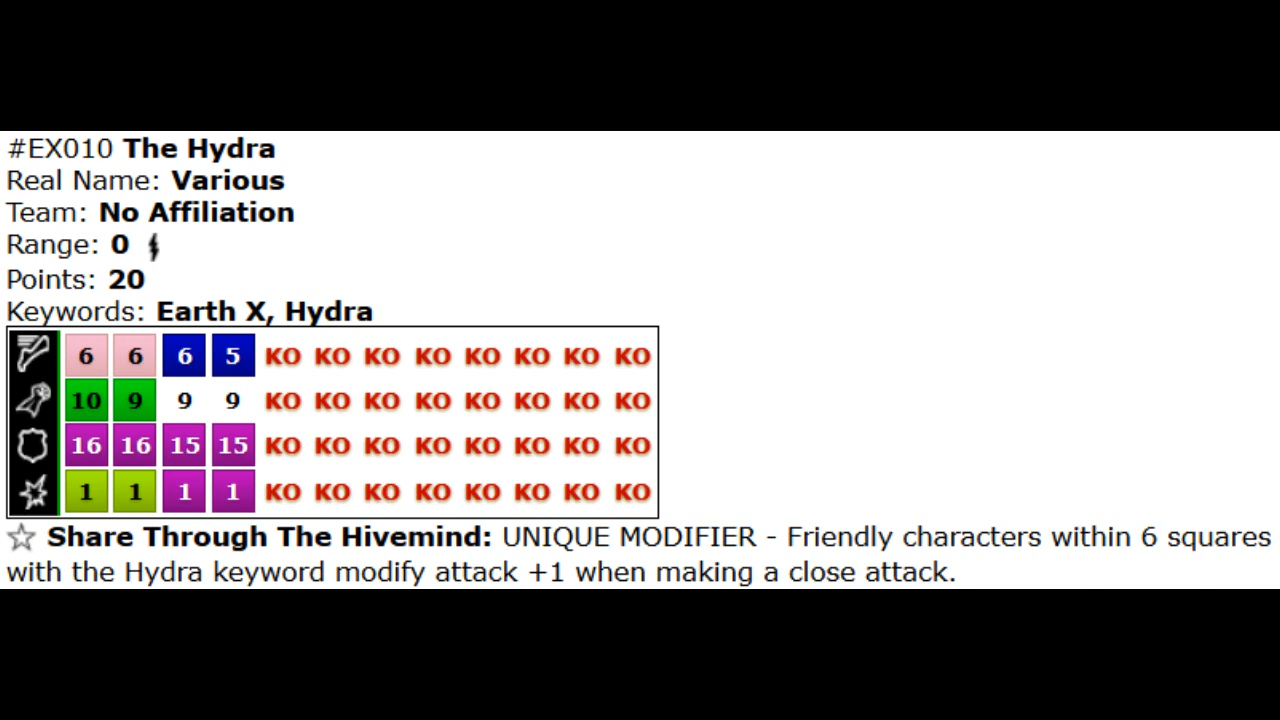 #EX010 The Hydra
Real Name: Various
Team: No Affiliation
Range: 0
Points: 20
Keywords: Earth X, Hydra
6 6 6 5 KO KO KO KO KO KO KO KO
10 9 9 9 KO KO KO KO KO KO KO KO
16 16 15 15 KO KO KO KO KO KO KO KO
1 1 1 1 KO KO KO KO KO KO KO KO
Share Through The Hivemind: UNIQUE MODIFIER - Friendly characters within 6 squares
with the Hydra keyword modify attack +1 when making a close attack.